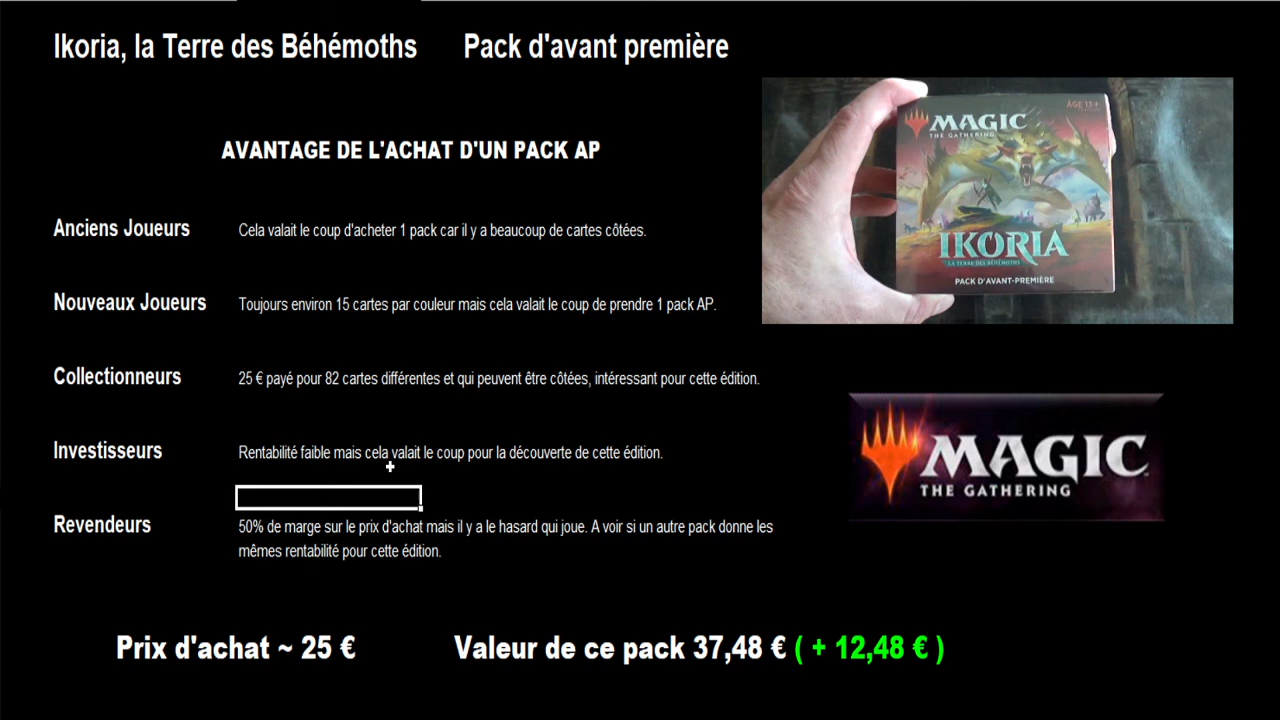 Ikoria, la Terre des Béhémoths Pack d'avant première
AVANTAGE DE L'ACHAT D'UN PACK AP
Anciens Joueurs Cela valait le coup d'acheter 1 pack car il y a beaucoup de cartes côtées.
Nouveaux Joueurs Toujours environ 15 cartes par couleur mais cela valait le coup de prendre 1 pack AP.
Collectionneurs 25 € payé pour 82 cartes différentes et qui peuvent être côtées, intéressant pour cette édition.
Investisseurs Rentabilité faible mais cela valait le coup pour la découverte de cette édition.
Revendeurs 50% de marge sur le prix d'achat mais il y a le hasard qui joue. A voir si un autre pack donne les
mêmes rentabilité pour cette édition.
Prix d'achat ~ 25 € Valeur de ce pack 37,48 € ( + 12,48 € )
ÂGE 13+
MAGIC
THE GATHERING
IKORIA
LA TERRE DES BÉHÉMOTHS
PACK D'AVANT-PREMIÈRE
MAGIC
THE GATHERING